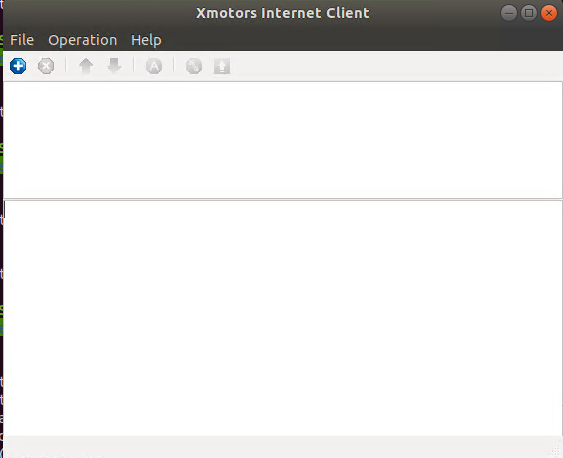 Xmotors Internet Client
File Operation Help
A